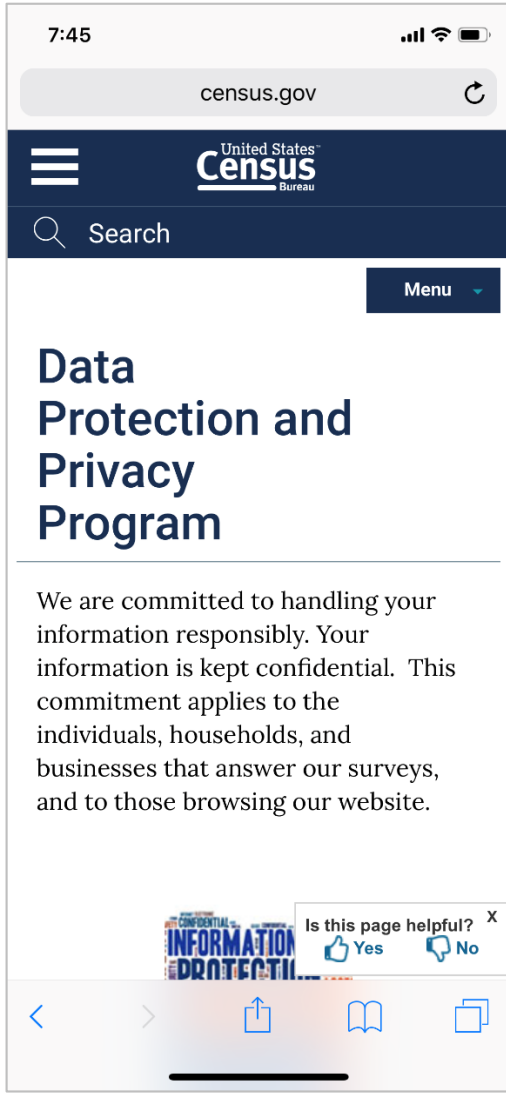 7:45
census.gov
United States™
Census
Bureau
Search
Menu
Data
Protection and
Privacy
Program
We are committed to handling your
information responsibly. Your
information is kept confidential.  This
commitment applies to the
individuals, households, and
businesses that answer our surveys,
and to those browsing our website.
CONFIDENTIAL
INFORMATION
Is this page helpful? X
Yes No